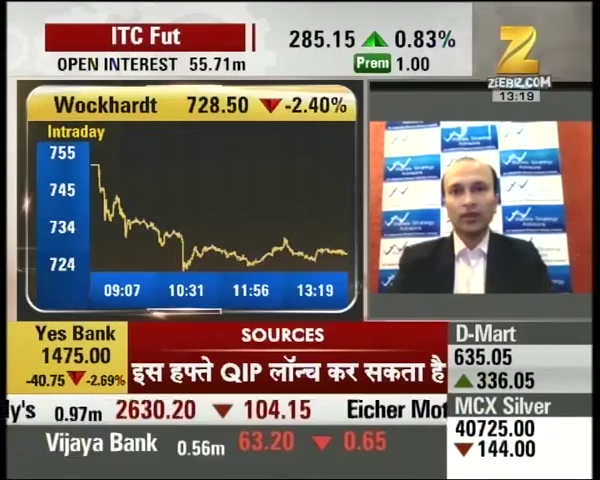 ITC Fut
OPEN INTEREST 55.71m
285.15 0.83%
Prem 1.00
Z
ZEEBIZ.COM
13:19
Wockhardt 728.50 -2.40%
Intraday
755
745
734
724
09:07 10:31 11:56 13:19
Yes Bank
1475.00
-40.75 -2.69%
SOURCES
इस हफ्ते QIP लॉन्च कर सकता है
D-Mart
635.05
336.05
MCX Silver
40725.00
144.00
ly's 0.97m 2630.20 104.15 Eicher Mot
Vijaya Bank 0.56m 63.20 0.65